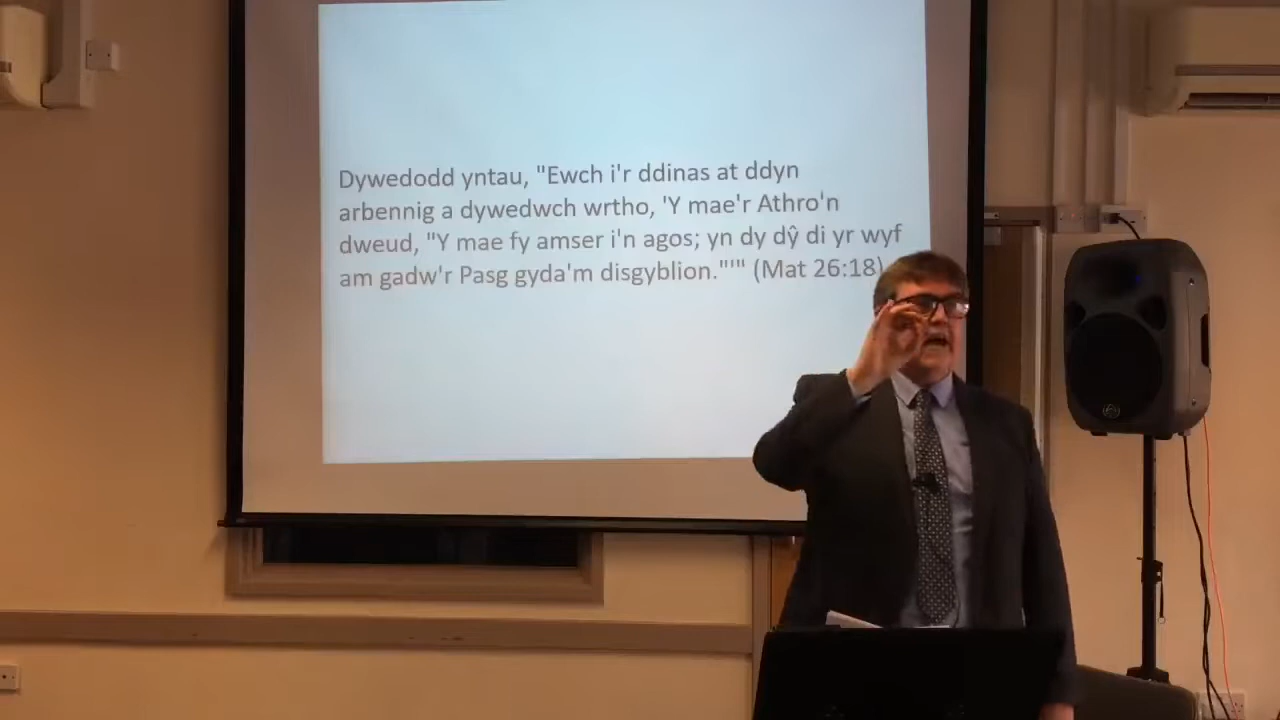 Dywedodd yntau, "Ewch i'r ddinas at ddyn
arbennig a dywedwch wrtho, 'Y mae'r Athro'n
dweud, "Y mae fy amser i'n agos; yn dy dŷ di yr wyf
am gadw'r Pasg gyda'm disgyblion."'" (Mat 26:18)